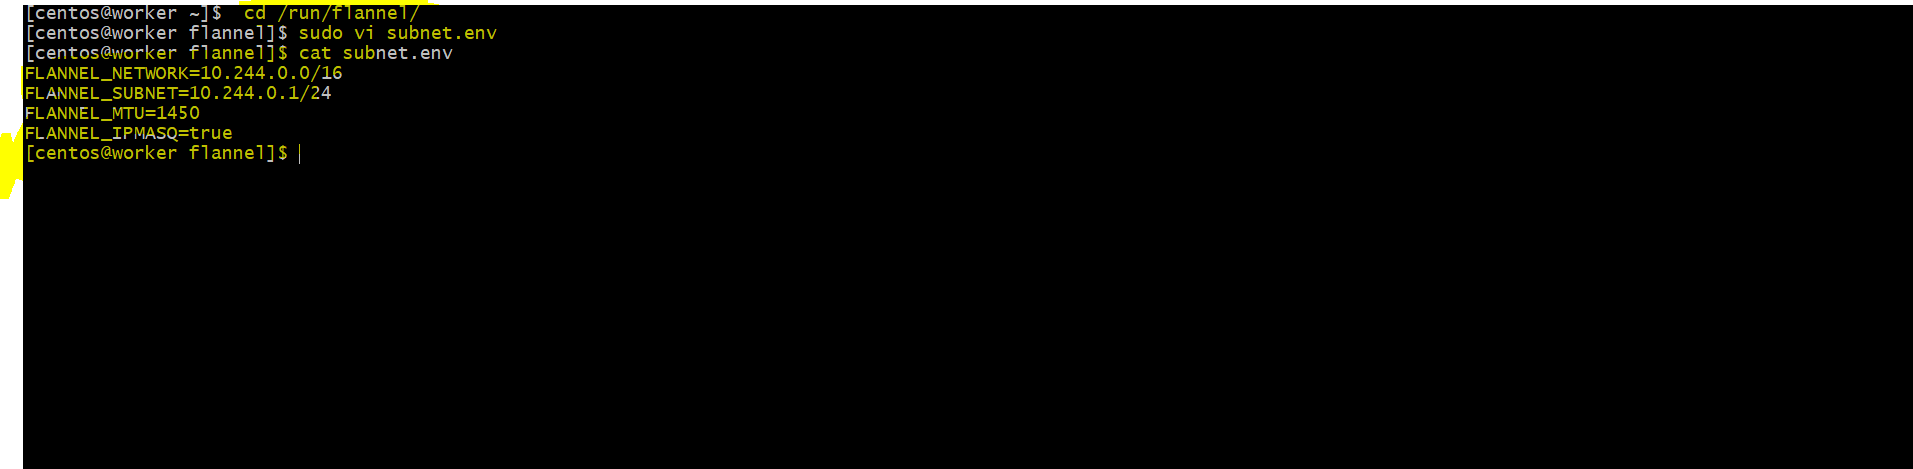 [centos@worker ~]$  cd /run/flannel/
[centos@worker flannel]$ sudo vi subnet.env
[centos@worker flannel]$ cat subnet.env
FLANNEL_NETWORK=10.244.0.0/16
FLANNEL_SUBNET=10.244.0.1/24
FLANNEL_MTU=1450
FLANNEL_IPMASQ=true
[centos@worker flannel]$